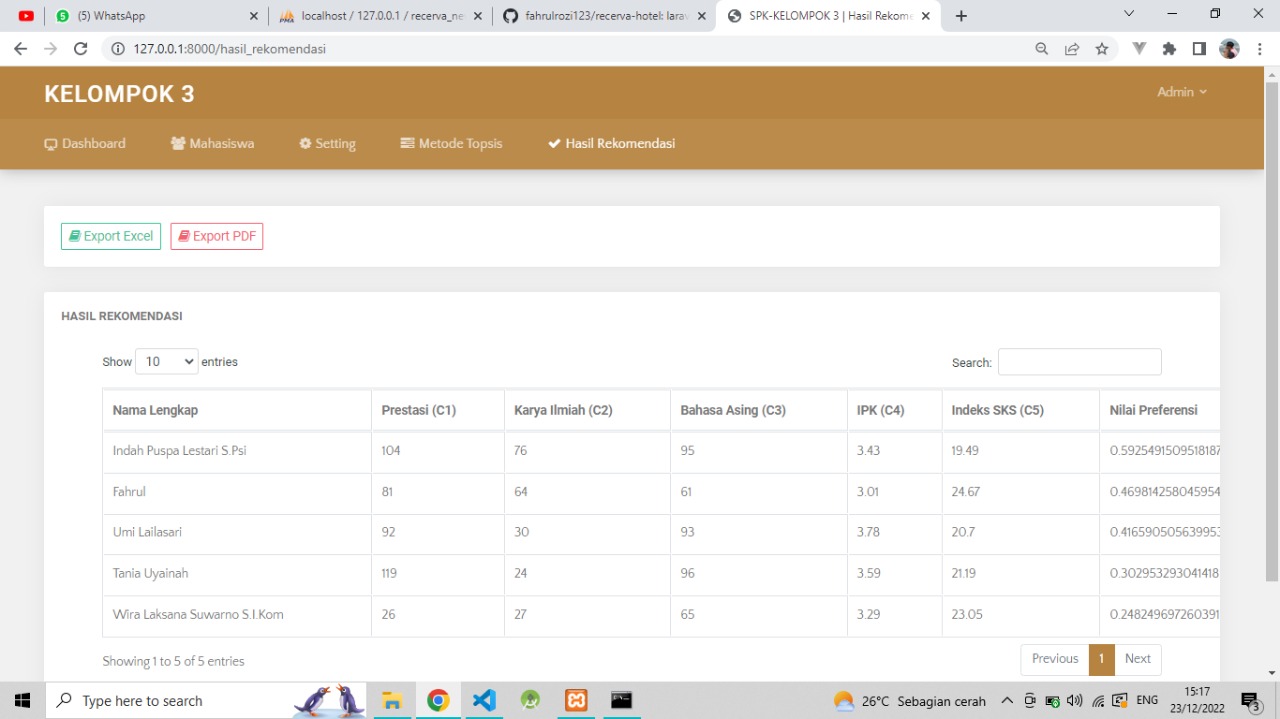 (5) WhatsApp
localhost / 127.0.0.1 / recerva_ne
fahrulrozi123/recerva-hotel: larav
SPK-KELOMPOK 3 | Hasil Rekome
127.0.0.1:8000/hasil_rekomendasi
KELOMPOK 3
Admin
Dashboard Mahasiswa Setting Metode Topsis Hasil Rekomendasi
Export Excel Export PDF
HASIL REKOMENDASI
Show 10 entries Search:
Nama Lengkap Prestasi (C1) Karya Ilmiah (C2) Bahasa Asing (C3) IPK (C4) Indeks SKS (C5) Nilai Preferensi
Indah Puspa Lestari S.Psi 104 76 95 3.43 19.49 0.5925491509518187
Fahrul 81 64 61 3.01 24.67 0.469814258045954
Umi Lailasari 92 30 93 3.78 20.7 0.416590505639953
Tania Uyainah 119 24 96 3.59 21.19 0.302953293041418
Wira Laksana Suwarno S.I.Kom 26 27 65 3.29 23.05 0.248249697260391
Showing 1 to 5 of 5 entries Previous 1 Next
Type here to search 26°C Sebagian cerah ENG 15:17
23/12/2022 3